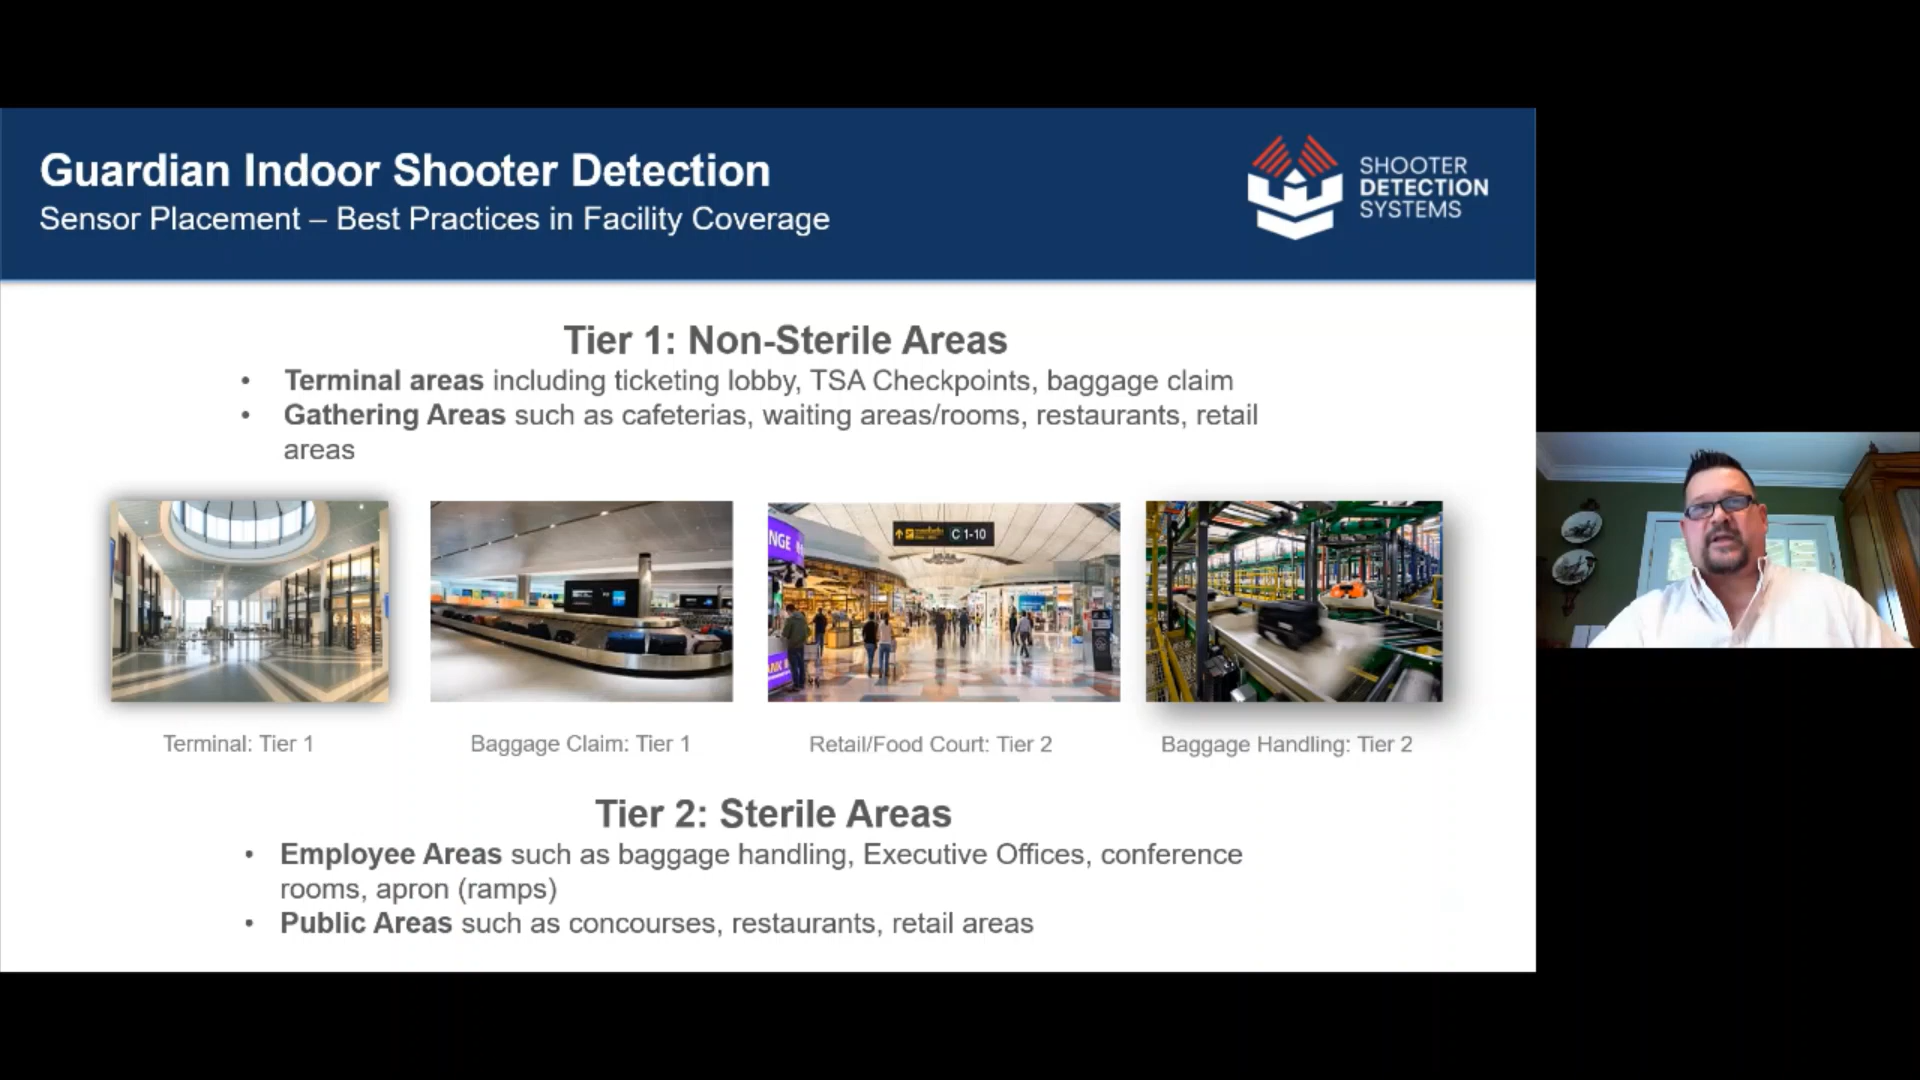 Guardian Indoor Shooter Detection
Sensor Placement – Best Practices in Facility Coverage
SHOOTER
DETECTION
SYSTEMS
Tier 1: Non-Sterile Areas
• Terminal areas including ticketing lobby, TSA Checkpoints, baggage claim
• Gathering Areas such as cafeterias, waiting areas/rooms, restaurants, retail
areas
NGE
C 1-10
Terminal: Tier 1
Baggage Claim: Tier 1
Retail/Food Court: Tier 2
Baggage Handling: Tier 2
Tier 2: Sterile Areas
• Employee Areas such as baggage handling, Executive Offices, conference
rooms, apron (ramps)
• Public Areas such as concourses, restaurants, retail areas